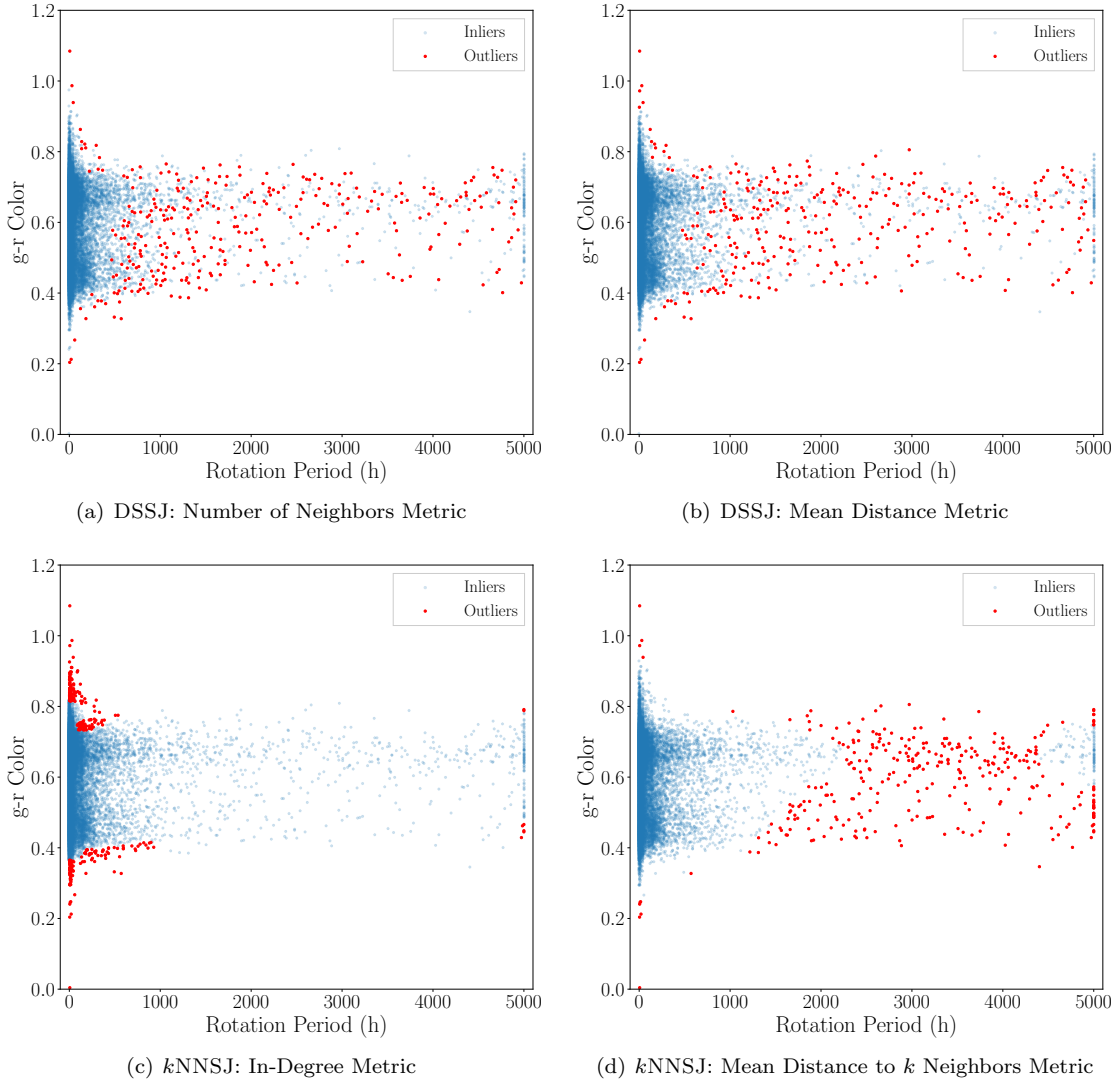 1.2
1.0
0.8
0.6
0.4
0.2
0.0
g-r Color
Inliers
Outliers
0 1000 2000 3000 4000 5000
Rotation Period (h)
(a) DSSJ: Number of Neighbors Metric
1.2
1.0
0.8
0.6
0.4
0.2
0.0
g-r Color
Inliers
Outliers
0 1000 2000 3000 4000 5000
Rotation Period (h)
(b) DSSJ: Mean Distance Metric
1.2
1.0
0.8
0.6
0.4
0.2
0.0
g-r Color
Inliers
Outliers
0 1000 2000 3000 4000 5000
Rotation Period (h)
(c) kNNSJ: In-Degree Metric
1.2
1.0
0.8
0.6
0.4
0.2
0.0
g-r Color
Inliers
Outliers
0 1000 2000 3000 4000 5000
Rotation Period (h)
(d) kNNSJ: Mean Distance to k Neighbors Metric